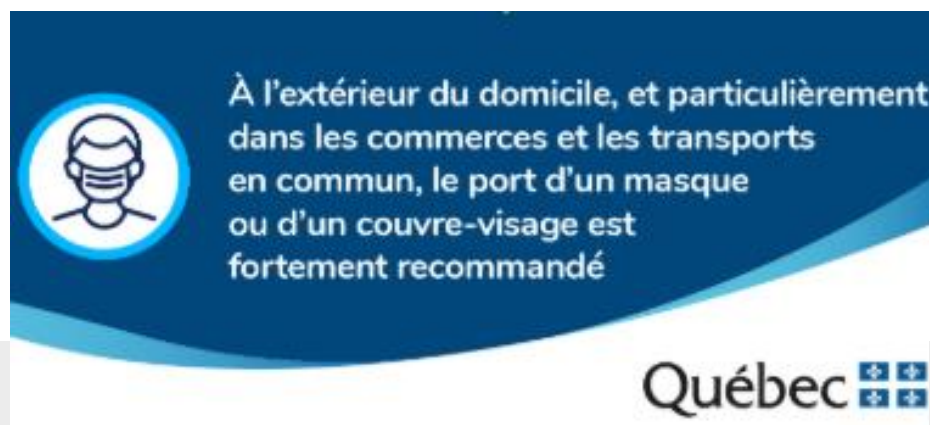 À l'extérieur du domicile, et particulièrement
dans les commerces et les transports
en commun, le port d'un masque
ou d'un couvre-visage est
fortement recommandé
Québec